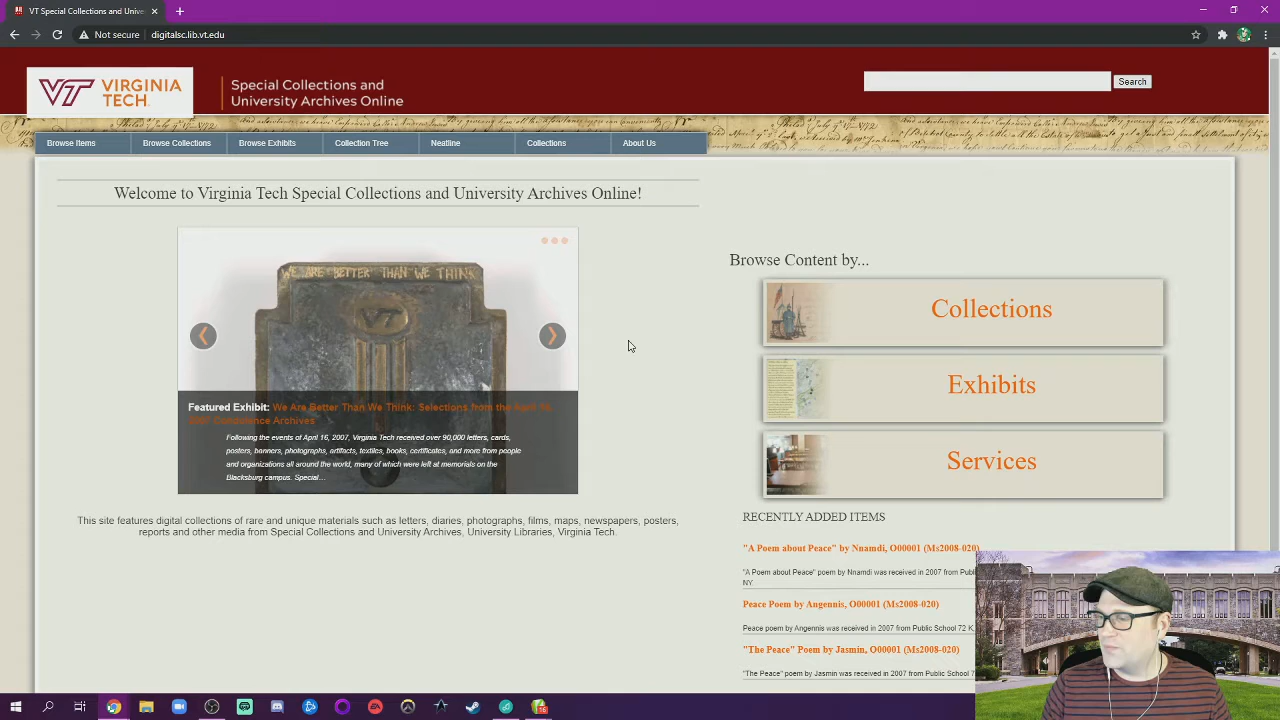 VT Special Collectio
Not secure | digitalsc.lib.vt.edu
VT VIRGINIA TECH
Special Collections and
University Archives Online
Search
Browse Items
Browse Collections
Browse Exhibits
Collection Tree
Neatline
Collections
About Us
Welcome to Virginia Tech Special Collections and University Archives Online!
WE ARE BETTER THAN WE THINK
VT
Featured Exhibit: We Are Better Than We Think: Selections from the April 16,
2007 Condolence Archives
Following the events of April 16, 2007, Virginia Tech received over 90,000 letters, cards,
posters, banners, photographs, artifacts, textiles, books, certificates, and more from people
and organizations all around the world, many of which were left at memorials on the
Blacksburg campus. Special…
This site features digital collections of rare and unique materials such as letters, diaries, photographs, films, maps, newspapers, posters,
reports and other media from Special Collections and University Archives, University Libraries, Virginia Tech.
Browse Content by...
Collections
Exhibits
Services
RECENTLY ADDED ITEMS
"A Poem about Peace" by Nnamdi, O00001 (Ms2008-020)
"A Poem about Peace" poem by Nnamdi was received in 2007 from Publ
NY.
Peace Poem by Angennis, O00001 (Ms2008-020)
Peace poem by Angennis was received in 2007 from Public School 72 K
"The Peace" Poem by Jasmin, O00001 (Ms2008-020)
"The Peace" poem by Jasmin was received in 2007 from Public School 7
16